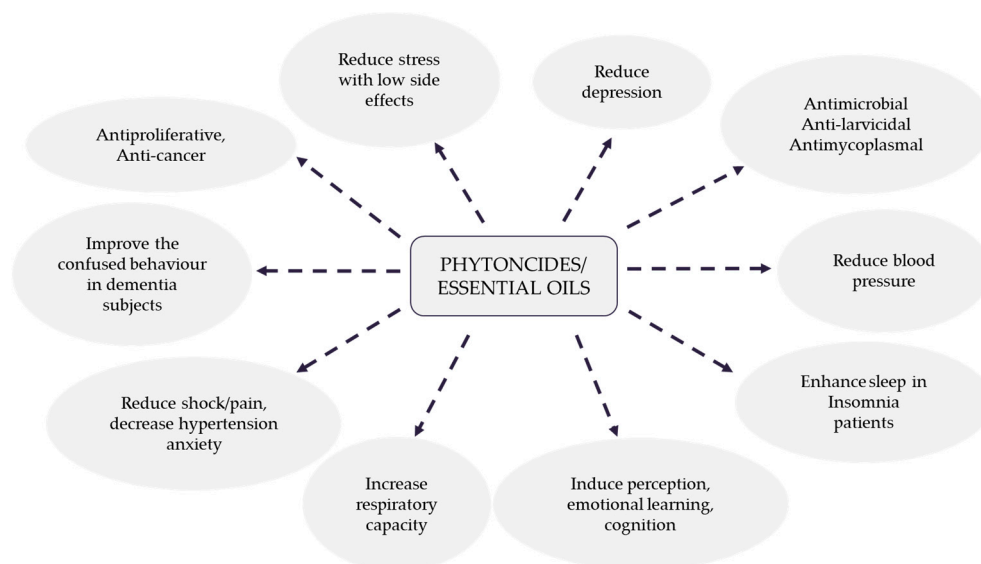 Reduce stress
with low side
effects
Reduce
depression
Antimicrobial
Anti-larvicidal
Antimycoplasmal
Antiproliferative,
Anti-cancer
Improve the
confused behaviour
in dementia
subjects
PHYTONCIDES/
ESSENTIAL OILS
Reduce blood
pressure
Reduce shock/pain,
decrease hypertension
anxiety
Enhance sleep in
Insomnia
patients
Increase
respiratory
capacity
Induce perception,
emotional learning,
cognition